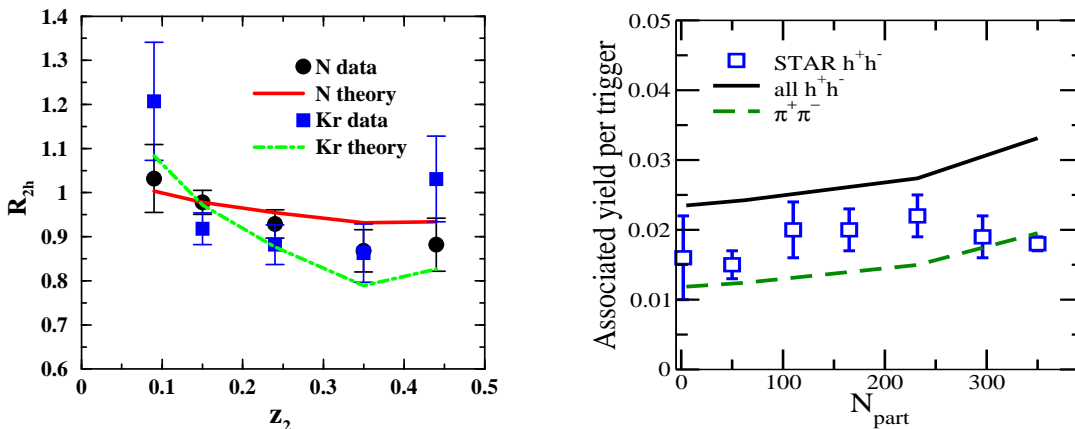 1.4
1.3
1.2
1.1
1
0.9
0.8
0.7
0.6
R2h
0
0.1
0.2
0.3
0.4
0.5
z2
N data
N theory
Kr data
Kr theory
0.05
0.04
0.03
0.02
0.01
0
Associated yield per trigger
0
100
200
300
Npart
STAR h+h-
all h+h-
π+π−